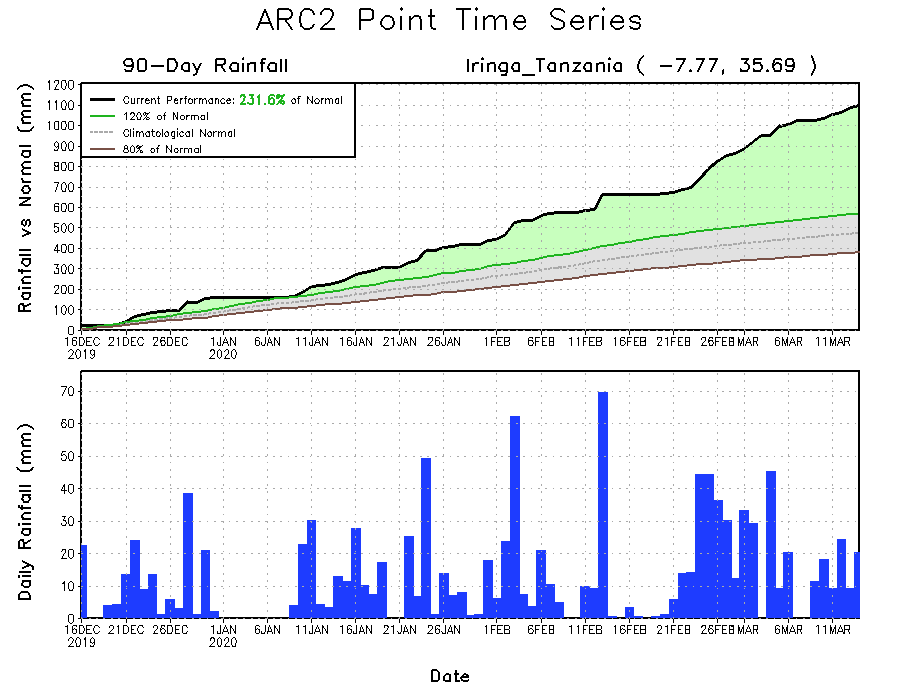 ARC2 Point Time Series
90-Day Rainfall
Iringa_Tanzania ( -7.77, 35.69 )
Rainfall vs Normal (mm)
1200
1100
1000
900
800
700
600
500
400
300
200
100
0
Current Performance: 231.6% of Normal
120% of Normal
Climatological Normal
80% of Normal
16DEC 21DEC 26DEC 1JAN 6JAN 11JAN 16JAN 21JAN 26JAN 1FEB 6FEB 11FEB 16FEB 21FEB 26FEB 1MAR 6MAR 11MAR
2019 2020
Daily Rainfall (mm)
70
60
50
40
30
20
10
0
16DEC 21DEC 26DEC 1JAN 6JAN 11JAN 16JAN 21JAN 26JAN 1FEB 6FEB 11FEB 16FEB 21FEB 26FEB 1MAR 6MAR 11MAR
2019 2020
Date